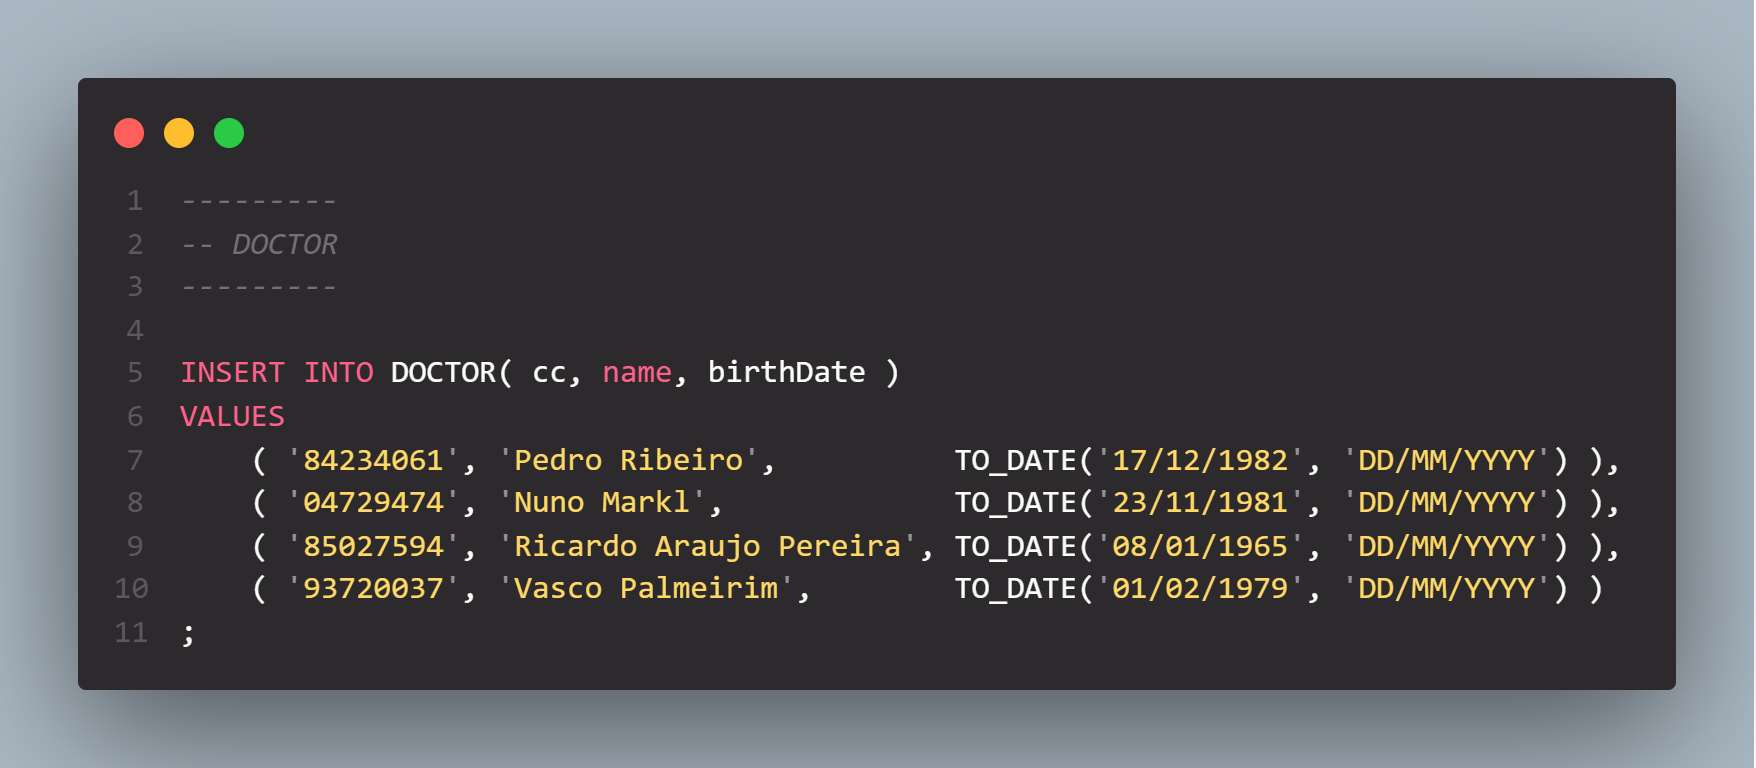 1 ---------
2 -- DOCTOR
3 ---------
4
5 INSERT INTO DOCTOR( cc, name, birthDate )
6 VALUES
7     ( '84234061', 'Pedro Ribeiro',          TO_DATE('17/12/1982', 'DD/MM/YYYY') ),
8     ( '04729474', 'Nuno Markl',             TO_DATE('23/11/1981', 'DD/MM/YYYY') ),
9     ( '85027594', 'Ricardo Araujo Pereira', TO_DATE('08/01/1965', 'DD/MM/YYYY') ),
10     ( '93720037', 'Vasco Palmeirim',        TO_DATE('01/02/1979', 'DD/MM/YYYY') )
11 ;